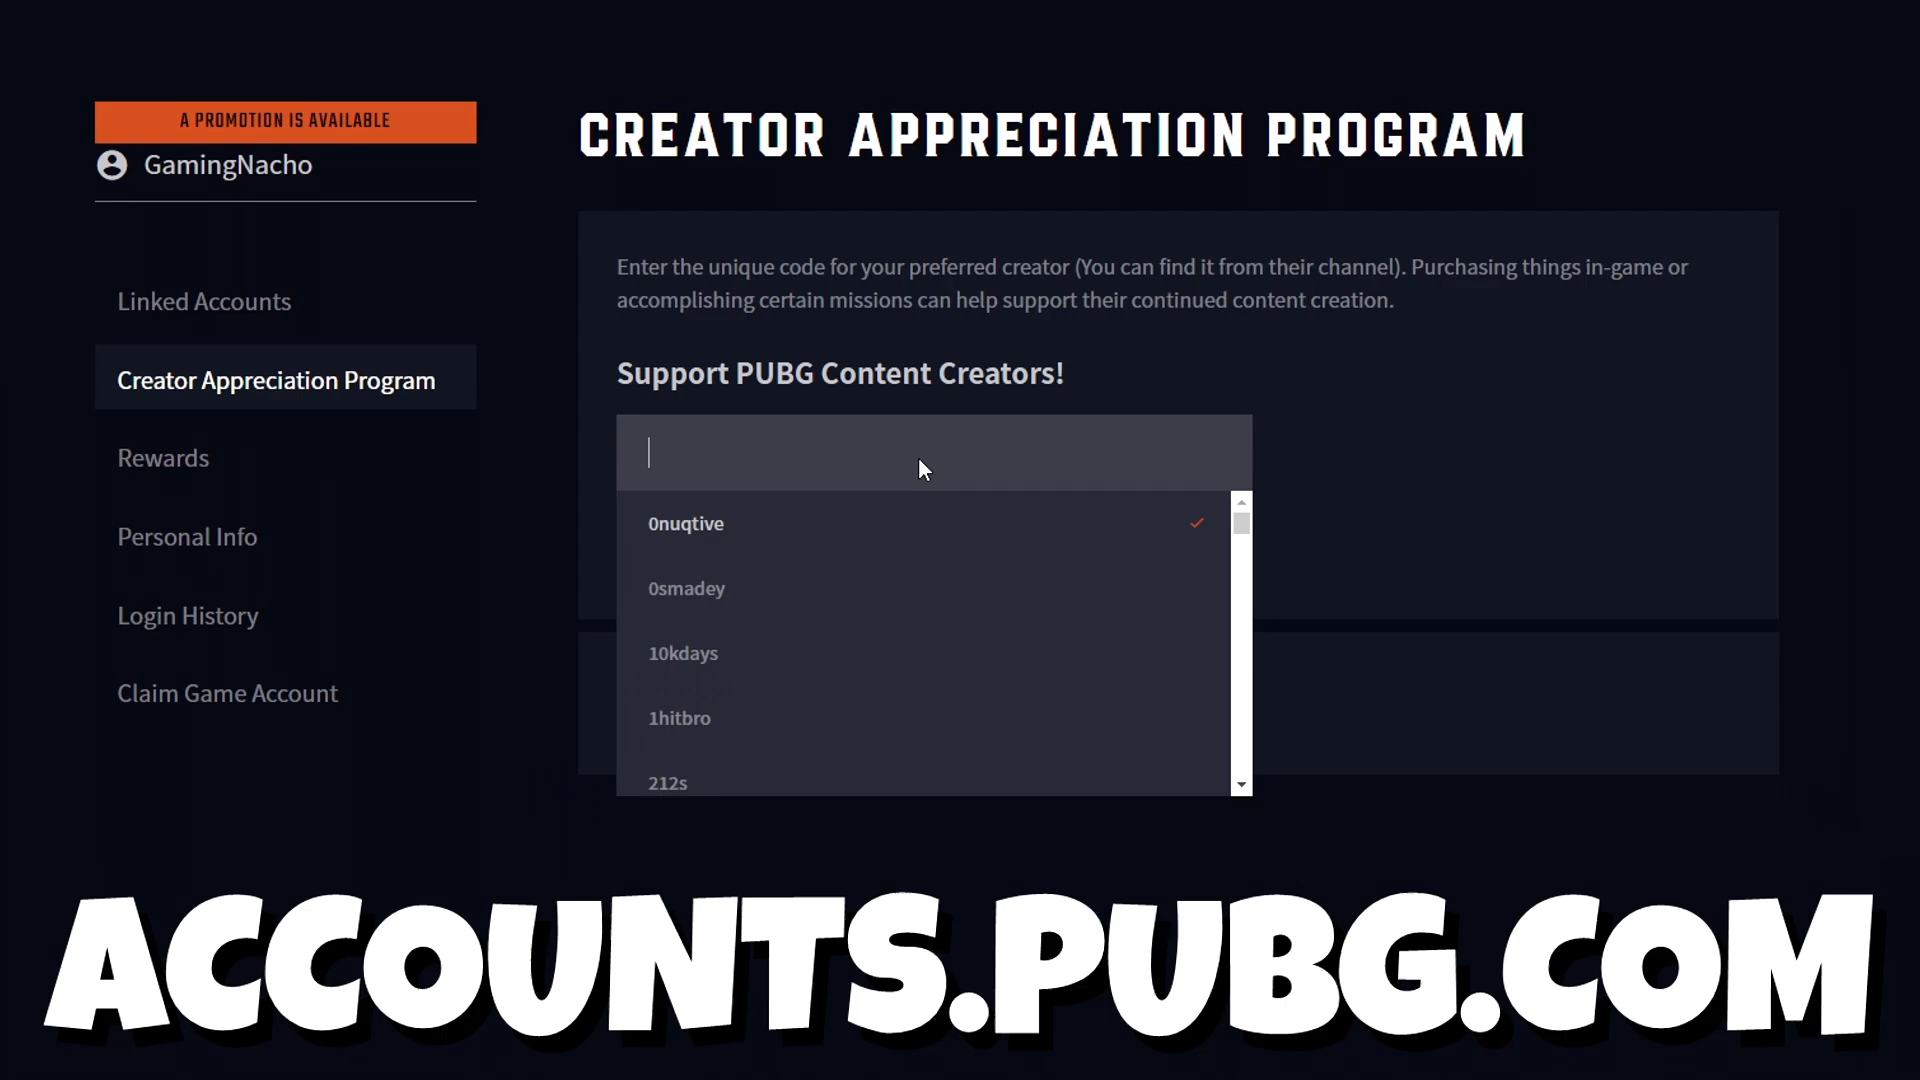 A PROMOTION IS AVAILABLE
GamingNacho
Linked Accounts
Creator Appreciation Program
Rewards
Personal Info
Login History
Claim Game Account
CREATOR APPRECIATION PROGRAM
Enter the unique code for your preferred creator (You can find it from their channel). Purchasing things in-game or
accomplishing certain missions can help support their continued content creation.
Support PUBG Content Creators!
0nuqtive
0smadey
10kdays
1hitbro
212s
ACCOUNTS.PUBG.COM